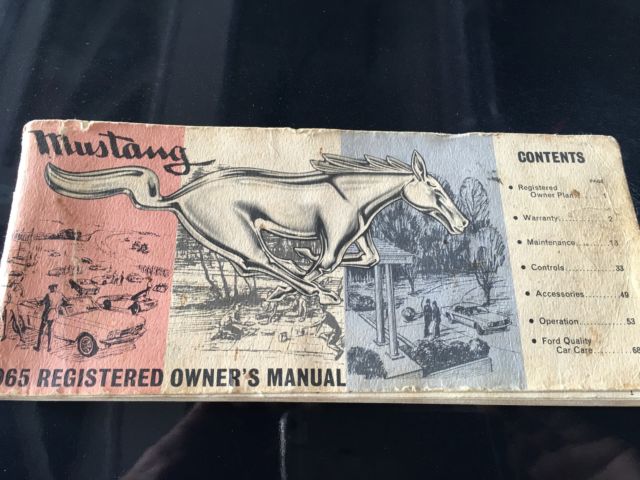 Mustang
CONTENTS
PAGE
• Registered
Owner Plan.......1
• Warranty.......2
• Maintenance.......13
• Controls.......33
• Accessories.......49
• Operation.......53
• Ford Quality
Car Care.......68
965 REGISTERED OWNER'S MANUAL
1